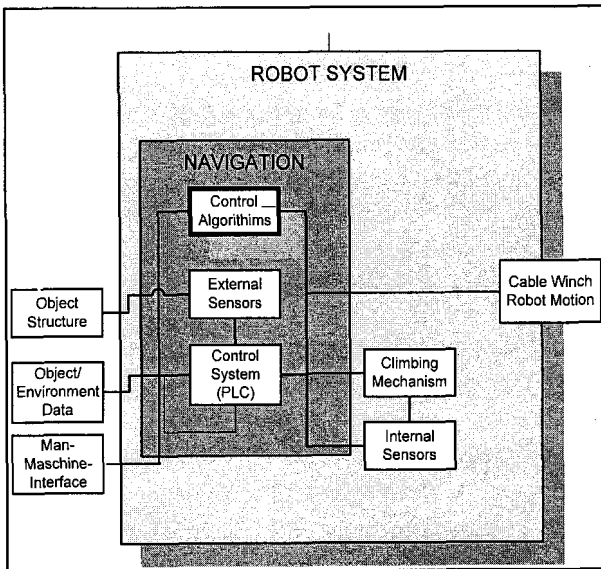 ROBOT SYSTEM
NAVIGATION
Control
Algorithims
External
Sensors
Control
System
(PLC)
Object
Structure
Object/
Environment
Data
Man-
Maschine-
Interface
Climbing
Mechanism
Internal
Sensors
Cable Winch
Robot Motion